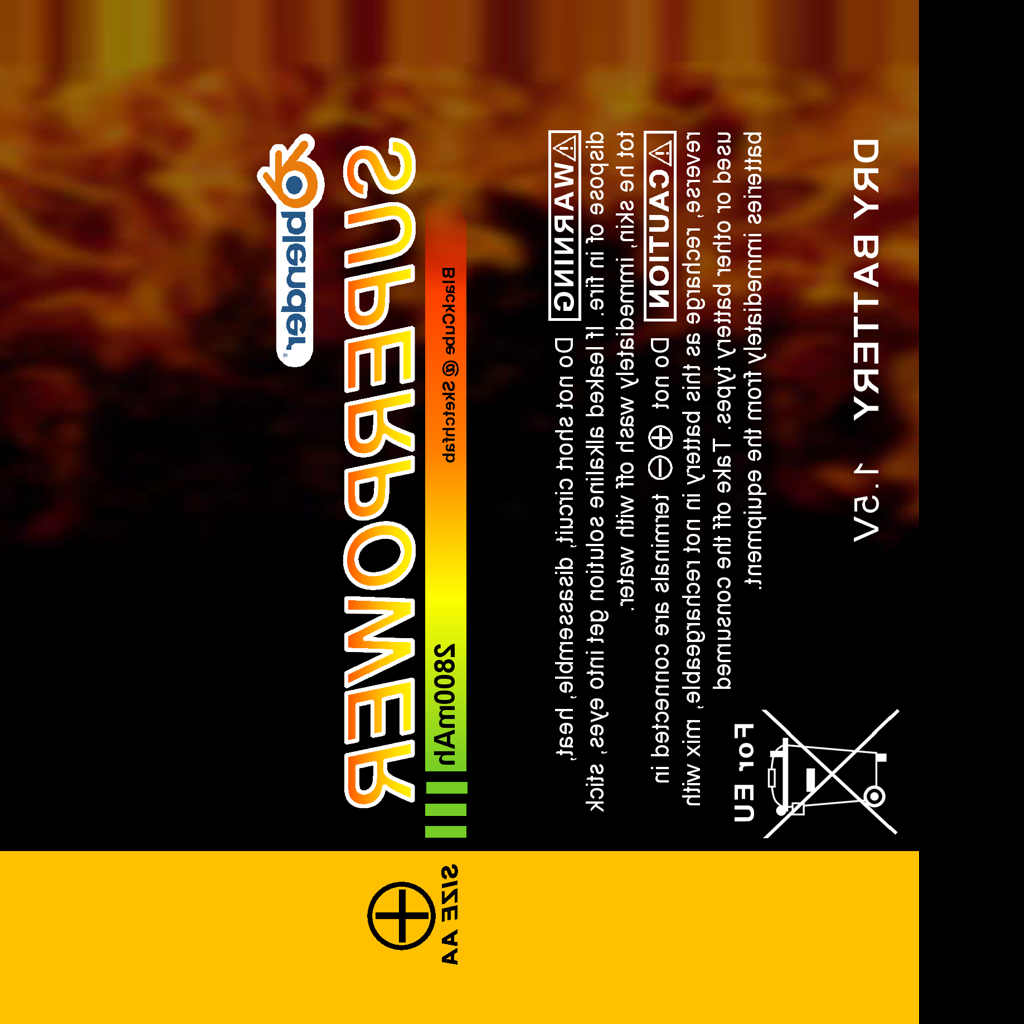 blender®
SUPERPOWER
BlackCube @ Sketchfab
2800mAh
SIZE AA
WARNING Do not short circuit, disassemble, heat,
dispose of in fire. If leaked alkaline solution get into eyes, stick
tot he skin, immediately wash off with water.
CAUTION Do not ⊕ ⊖ terminals are connected in
reverse, recharge as this battery in not rechargeable, mix with
used or other battery types. Take off the consumed
batteries immediately from the equipment.
For EU
DRY BATTERY 1.5V